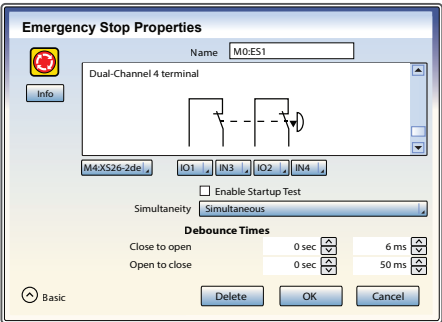 Emergency Stop Properties
Name M0:ES1
Dual-Channel 4 terminal
Info
M4:XS26-2de IO1 IN3 IO2 IN4
Enable Startup Test
Simultaneity Simultaneous
Debounce Times
Close to open 0 sec 6 ms
Open to close 0 sec 50 ms
Basic Delete OK Cancel